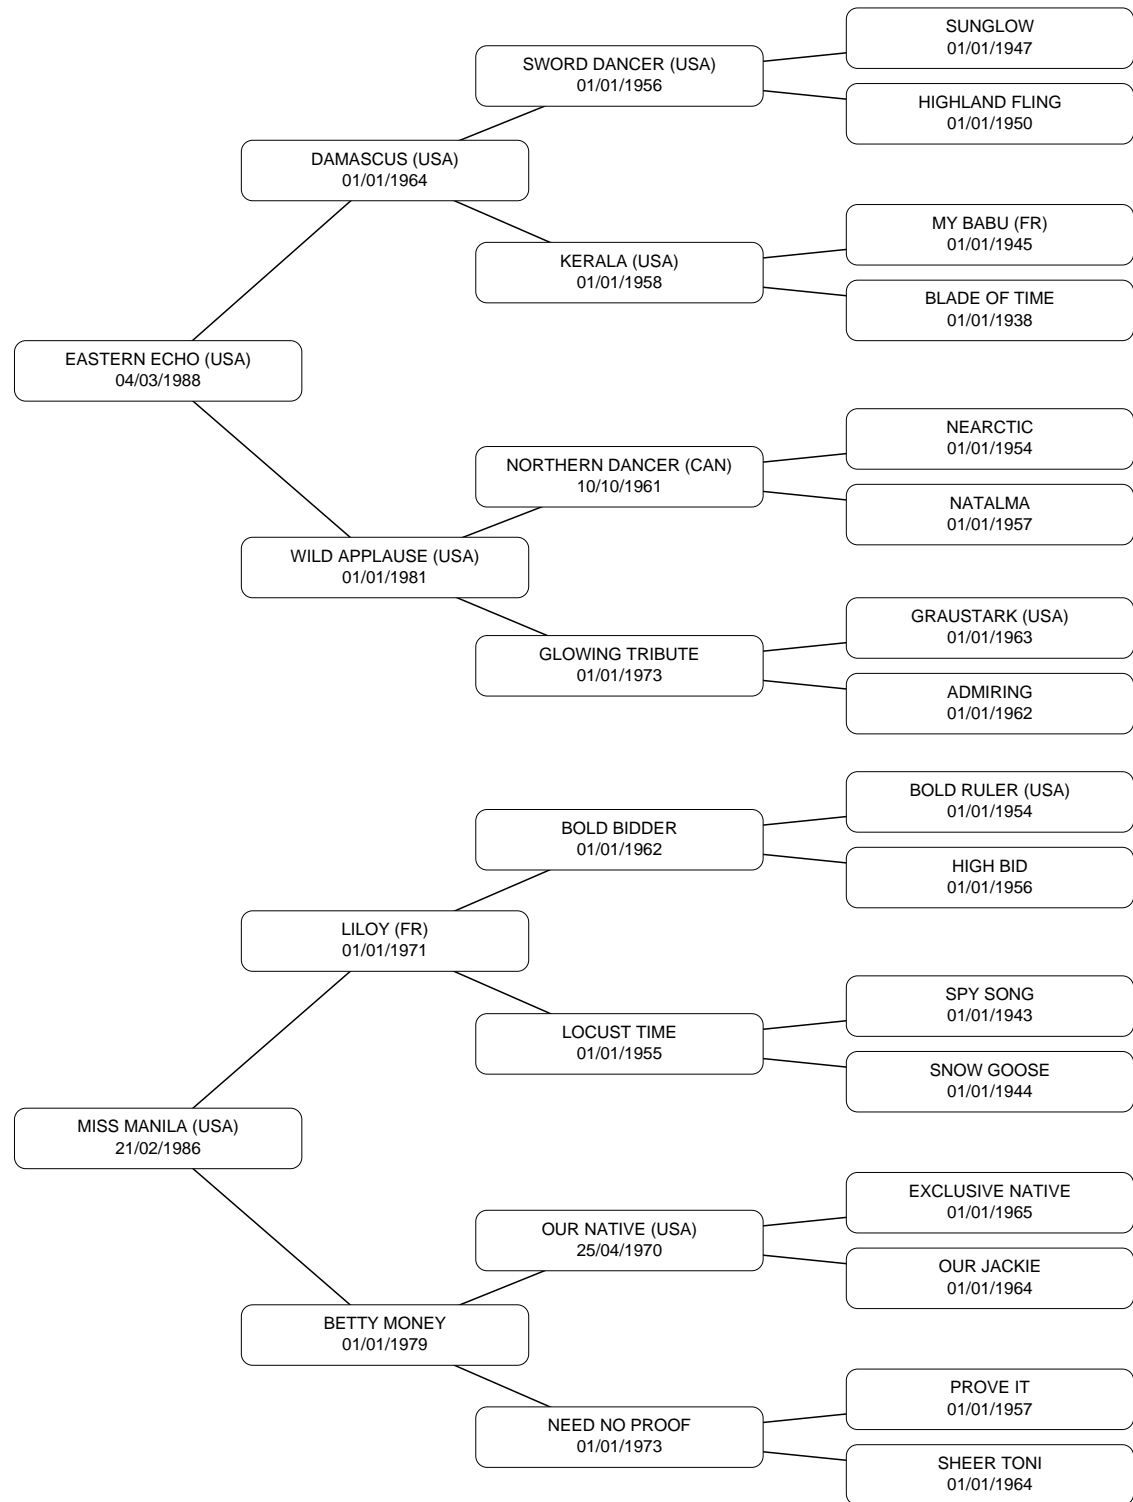 SUNGLOW
01/01/1947
SWORD DANCER (USA)
01/01/1956
HIGHLAND FLING
01/01/1950
DAMASCUS (USA)
01/01/1964
MY BABU (FR)
01/01/1945
KERALA (USA)
01/01/1958
BLADE OF TIME
01/01/1938
EASTERN ECHO (USA)
04/03/1988
NEARCTIC
01/01/1954
NORTHERN DANCER (CAN)
10/10/1961
NATALMA
01/01/1957
WILD APPLAUSE (USA)
01/01/1981
GRAUSTARK (USA)
01/01/1963
GLOWING TRIBUTE
01/01/1973
ADMIRING
01/01/1962
BOLD RULER (USA)
01/01/1954
BOLD BIDDER
01/01/1962
HIGH BID
01/01/1956
LILOY (FR)
01/01/1971
SPY SONG
01/01/1943
LOCUST TIME
01/01/1955
SNOW GOOSE
01/01/1944
MISS MANILA (USA)
21/02/1986
EXCLUSIVE NATIVE
01/01/1965
OUR NATIVE (USA)
25/04/1970
OUR JACKIE
01/01/1964
BETTY MONEY
01/01/1979
PROVE IT
01/01/1957
NEED NO PROOF
01/01/1973
SHEER TONI
01/01/1964